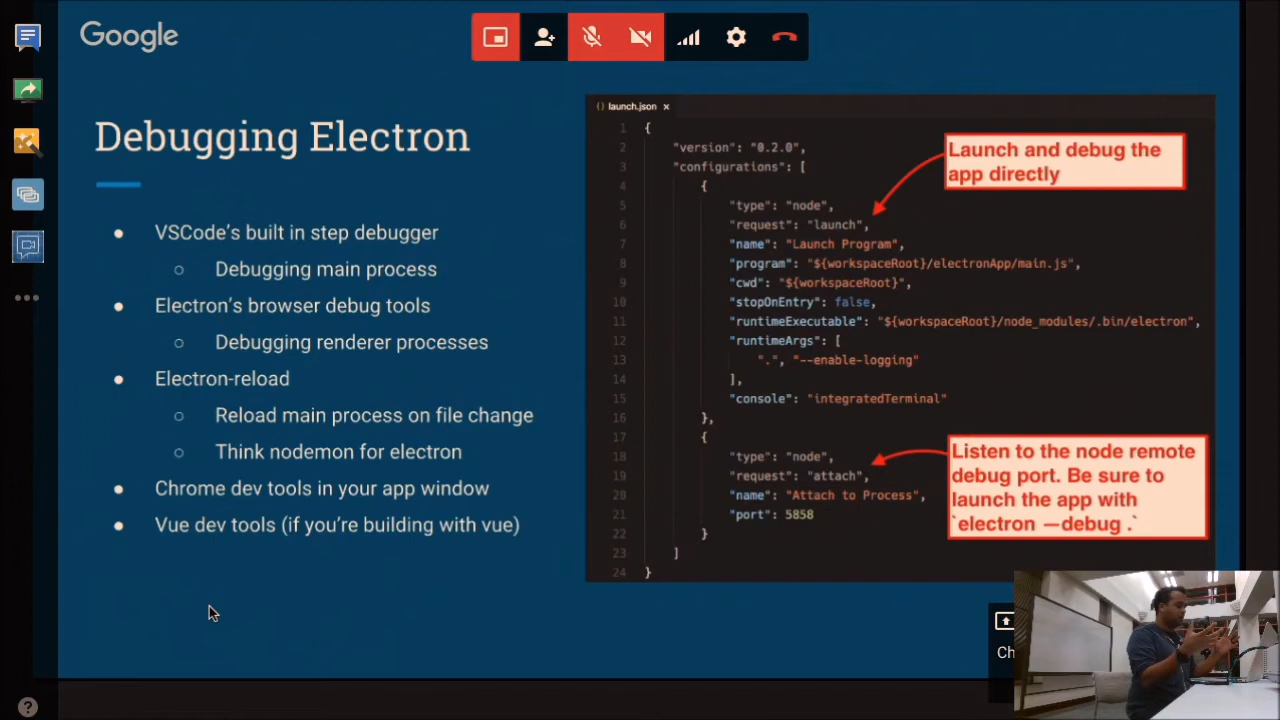 Google
Debugging Electron
● VSCode's built in step debugger
○ Debugging main process
● Electron's browser debug tools
○ Debugging renderer processes
● Electron-reload
○ Reload main process on file change
○ Think nodemon for electron
● Chrome dev tools in your app window
● Vue dev tools (if you're building with vue)
{} launch.json x
1 {
2 "version": "0.2.0",
3 "configurations": [
4 {
5 "type": "node",
6 "request": "launch",
7 "name": "Launch Program",
8 "program": "${workspaceRoot}/electronApp/main.js",
9 "cwd": "${workspaceRoot}",
10 "stopOnEntry": false,
11 "runtimeExecutable": "${workspaceRoot}/node_modules/.bin/electron",
12 "runtimeArgs": [
13 ".", "--enable-logging"
14 ],
15 "console": "integratedTerminal"
16 },
17 {
18 "type": "node",
19 "request": "attach",
20 "name": "Attach to Process",
21 "port": 5858
22 }
23 ]
24 }
Launch and debug the
app directly
Listen to the node remote
debug port. Be sure to
launch the app with
`electron —debug .`
Ch
?